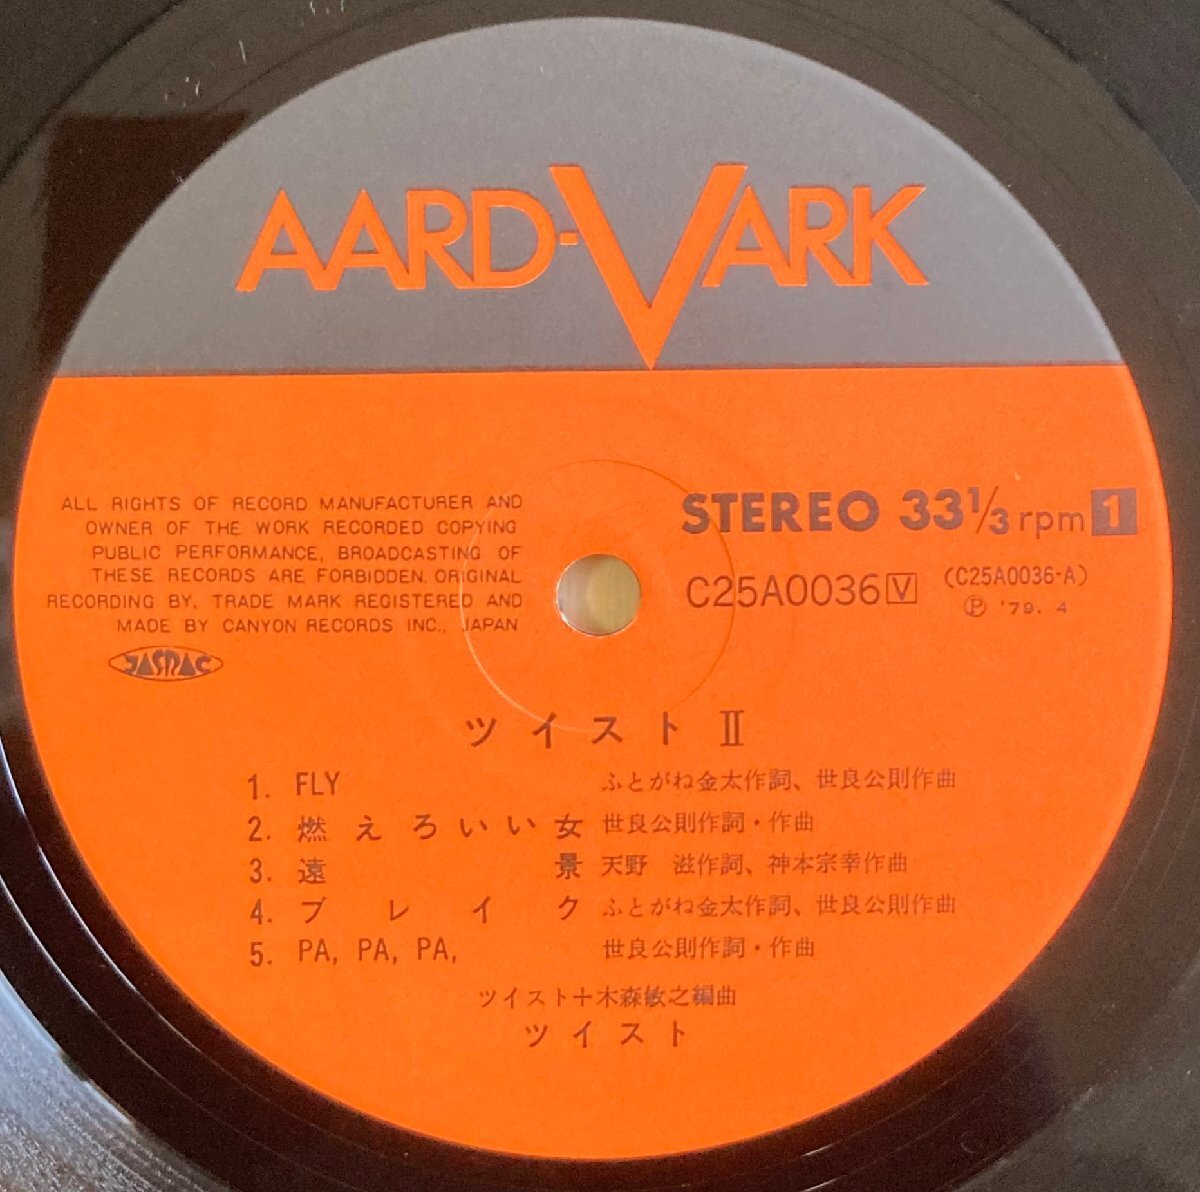 AARD-VARK
ALL RIGHTS OF RECORD MANUFACTURER AND
OWNER OF THE WORK RECORDED COPYING
PUBLIC PERFORMANCE, BROADCASTING OF
THESE RECORDS ARE FORBIDDEN. ORIGINAL
RECORDING BY, TRADE MARK REGISTERED AND
MADE BY CANYON RECORDS INC., JAPAN
JASRAC
STEREO 33⅓ rpm 1
C25A0036 V (C25A0036-A)
Ⓟ '79. 4
ツイストⅡ
1. FLY ふとがね金太作詞、世良公則作曲
2. 燃えろいい女 世良公則作詞・作曲
3. 遠景 天野 滋作詞、神本宗幸作曲
4. ブレイク ふとがね金太作詞、世良公則作曲
5. PA, PA, PA, 世良公則作詞・作曲
ツイスト+木森敏之編曲
ツイスト